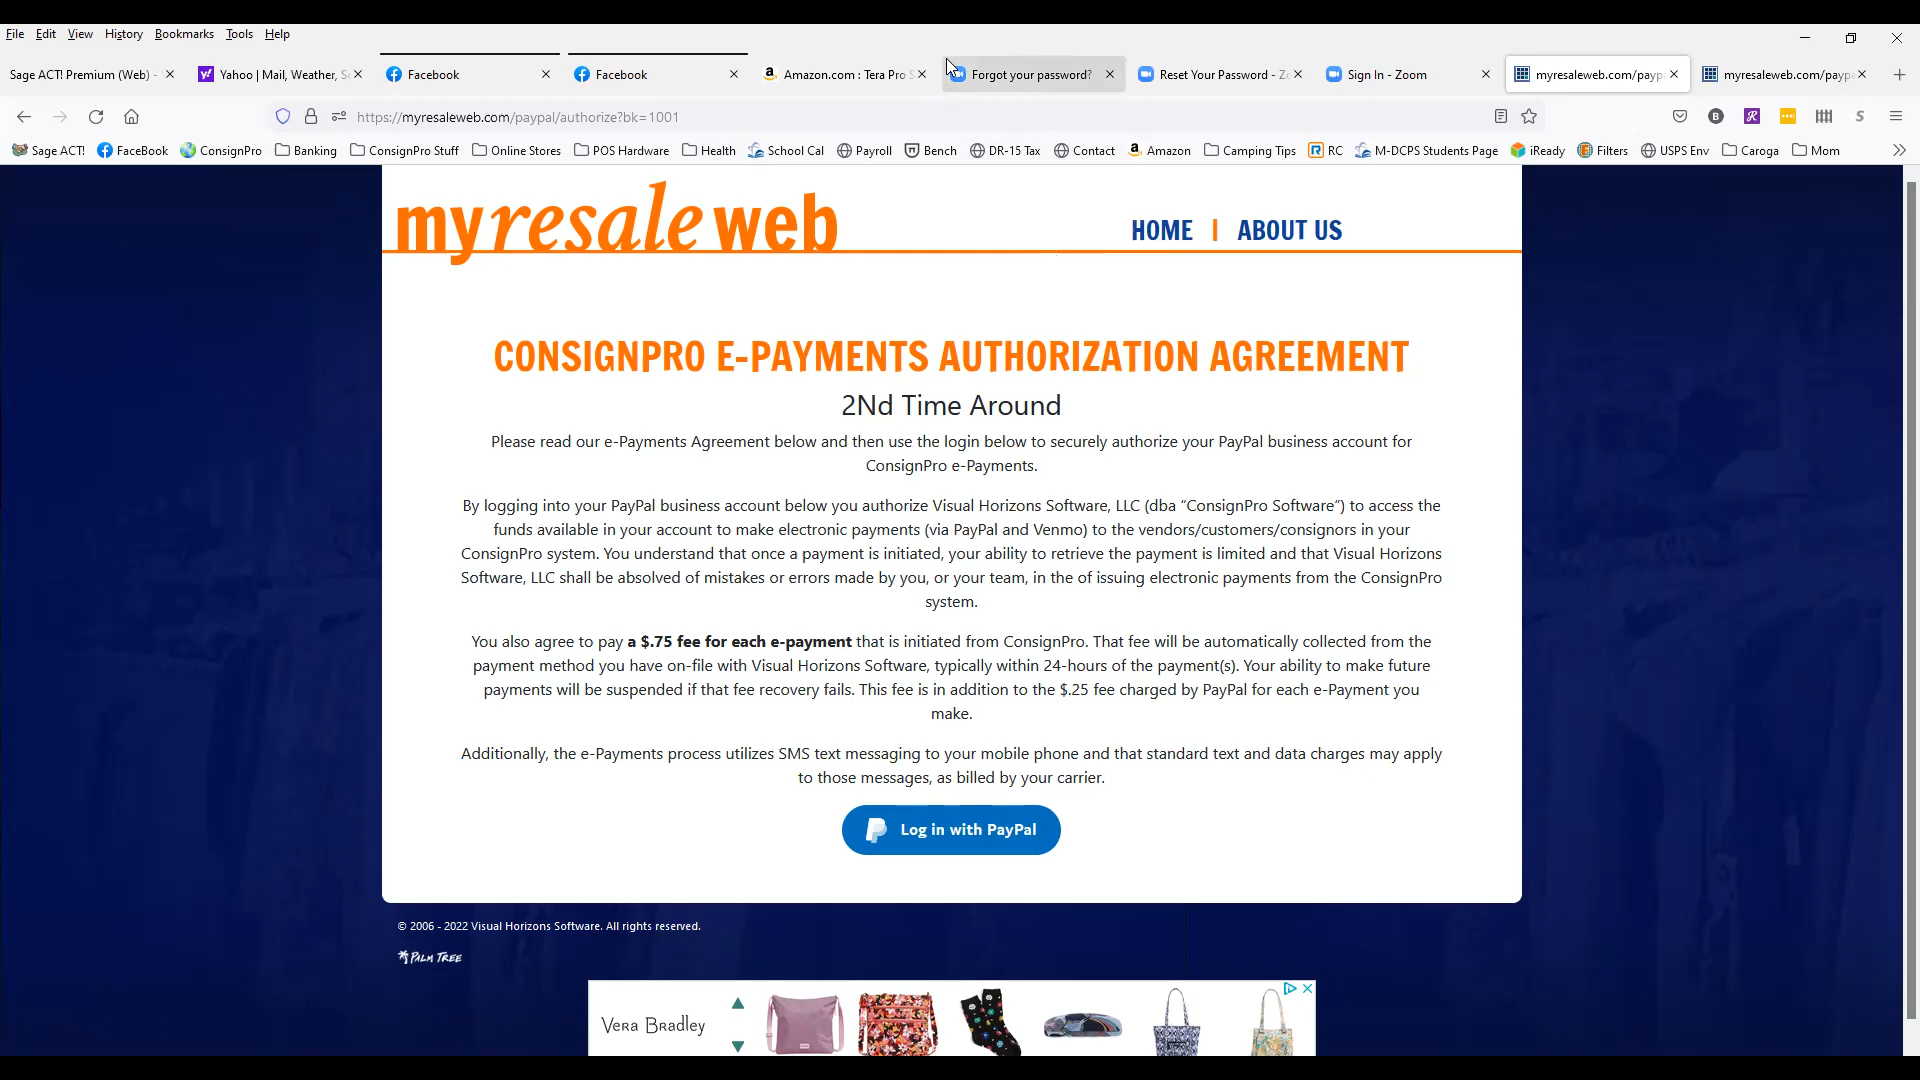 File Edit View History Bookmarks Tools Help
Sage ACT! Premium (Web) - Yahoo | Mail, Weather, S Facebook Facebook Amazon.com : Tera Pro S Forgot your password? Reset Your Password - Zo Sign In - Zoom myresaleweb.com/payp myresaleweb.com/payp
https://myresaleweb.com/paypal/authorize?bk=1001
Sage ACT! FaceBook ConsignPro Banking ConsignPro Stuff Online Stores POS Hardware Health School Cal Payroll Bench DR-15 Tax Contact Amazon Camping Tips RC M-DCPS Students Page iReady Filters USPS Env Caroga Mom
myresaleweb
HOME | ABOUT US
CONSIGNPRO E-PAYMENTS AUTHORIZATION AGREEMENT
2Nd Time Around
Please read our e-Payments Agreement below and then use the login below to securely authorize your PayPal business account for
ConsignPro e-Payments.
By logging into your PayPal business account below you authorize Visual Horizons Software, LLC (dba “ConsignPro Software“) to access the
funds available in your account to make electronic payments (via PayPal and Venmo) to the vendors/customers/consignors in your
ConsignPro system. You understand that once a payment is initiated, your ability to retrieve the payment is limited and that Visual Horizons
Software, LLC shall be absolved of mistakes or errors made by you, or your team, in the of issuing electronic payments from the ConsignPro
system.
You also agree to pay a $.75 fee for each e-payment that is initiated from ConsignPro. That fee will be automatically collected from the
payment method you have on-file with Visual Horizons Software, typically within 24-hours of the payment(s). Your ability to make future
payments will be suspended if that fee recovery fails. This fee is in addition to the $.25 fee charged by PayPal for each e-Payment you
make.
Additionally, the e-Payments process utilizes SMS text messaging to your mobile phone and that standard text and data charges may apply
to those messages, as billed by your carrier.
Log in with PayPal
© 2006 - 2022 Visual Horizons Software. All rights reserved.
PALM TREE
VERA BRADLEY